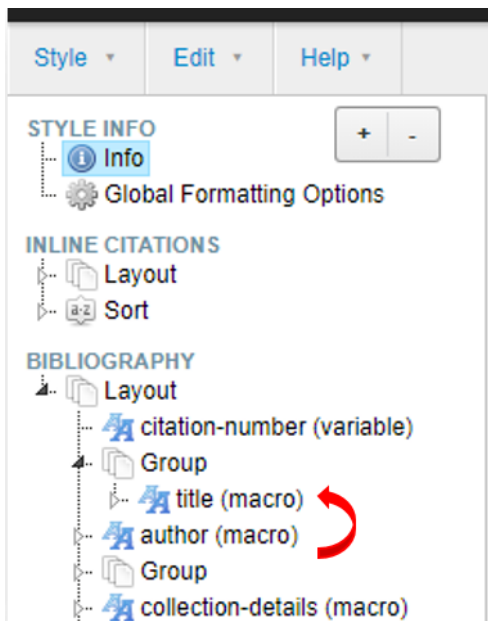 Style Edit Help
STYLE INFO + -
Info
Global Formatting Options
INLINE CITATIONS
Layout
a-z Sort
BIBLIOGRAPHY
Layout
citation-number (variable)
Group
title (macro)
author (macro)
Group
collection-details (macro)